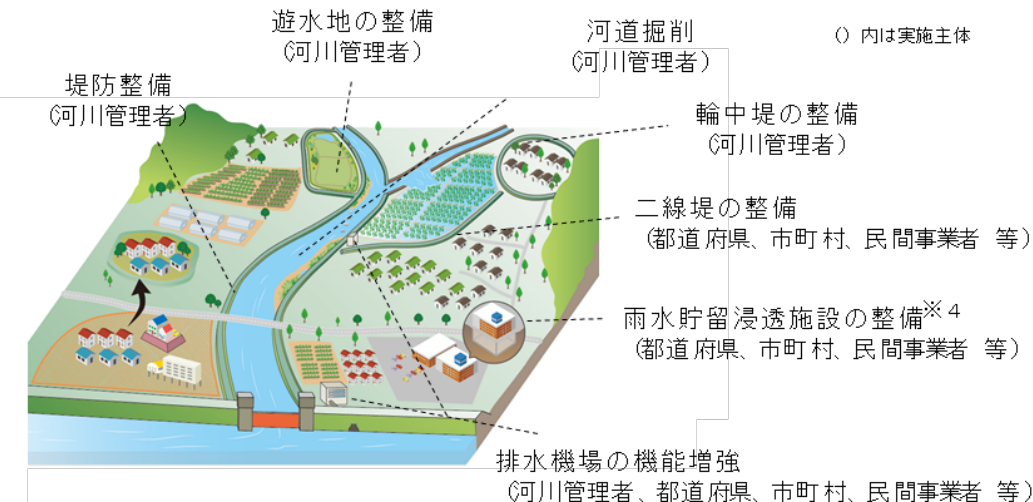 遊水地の整備
(河川管理者)
河道掘削
(河川管理者)
() 内は実施主体
堤防整備
(河川管理者)
輪中堤の整備
(河川管理者)
二線堤の整備
(都道府県、市町村、民間事業者 等)
雨水貯留浸透施設の整備※4
(都道府県、市町村、民間事業者 等)
排水機場の機能増強
(河川管理者、都道府県、市町村、民間事業者 等)